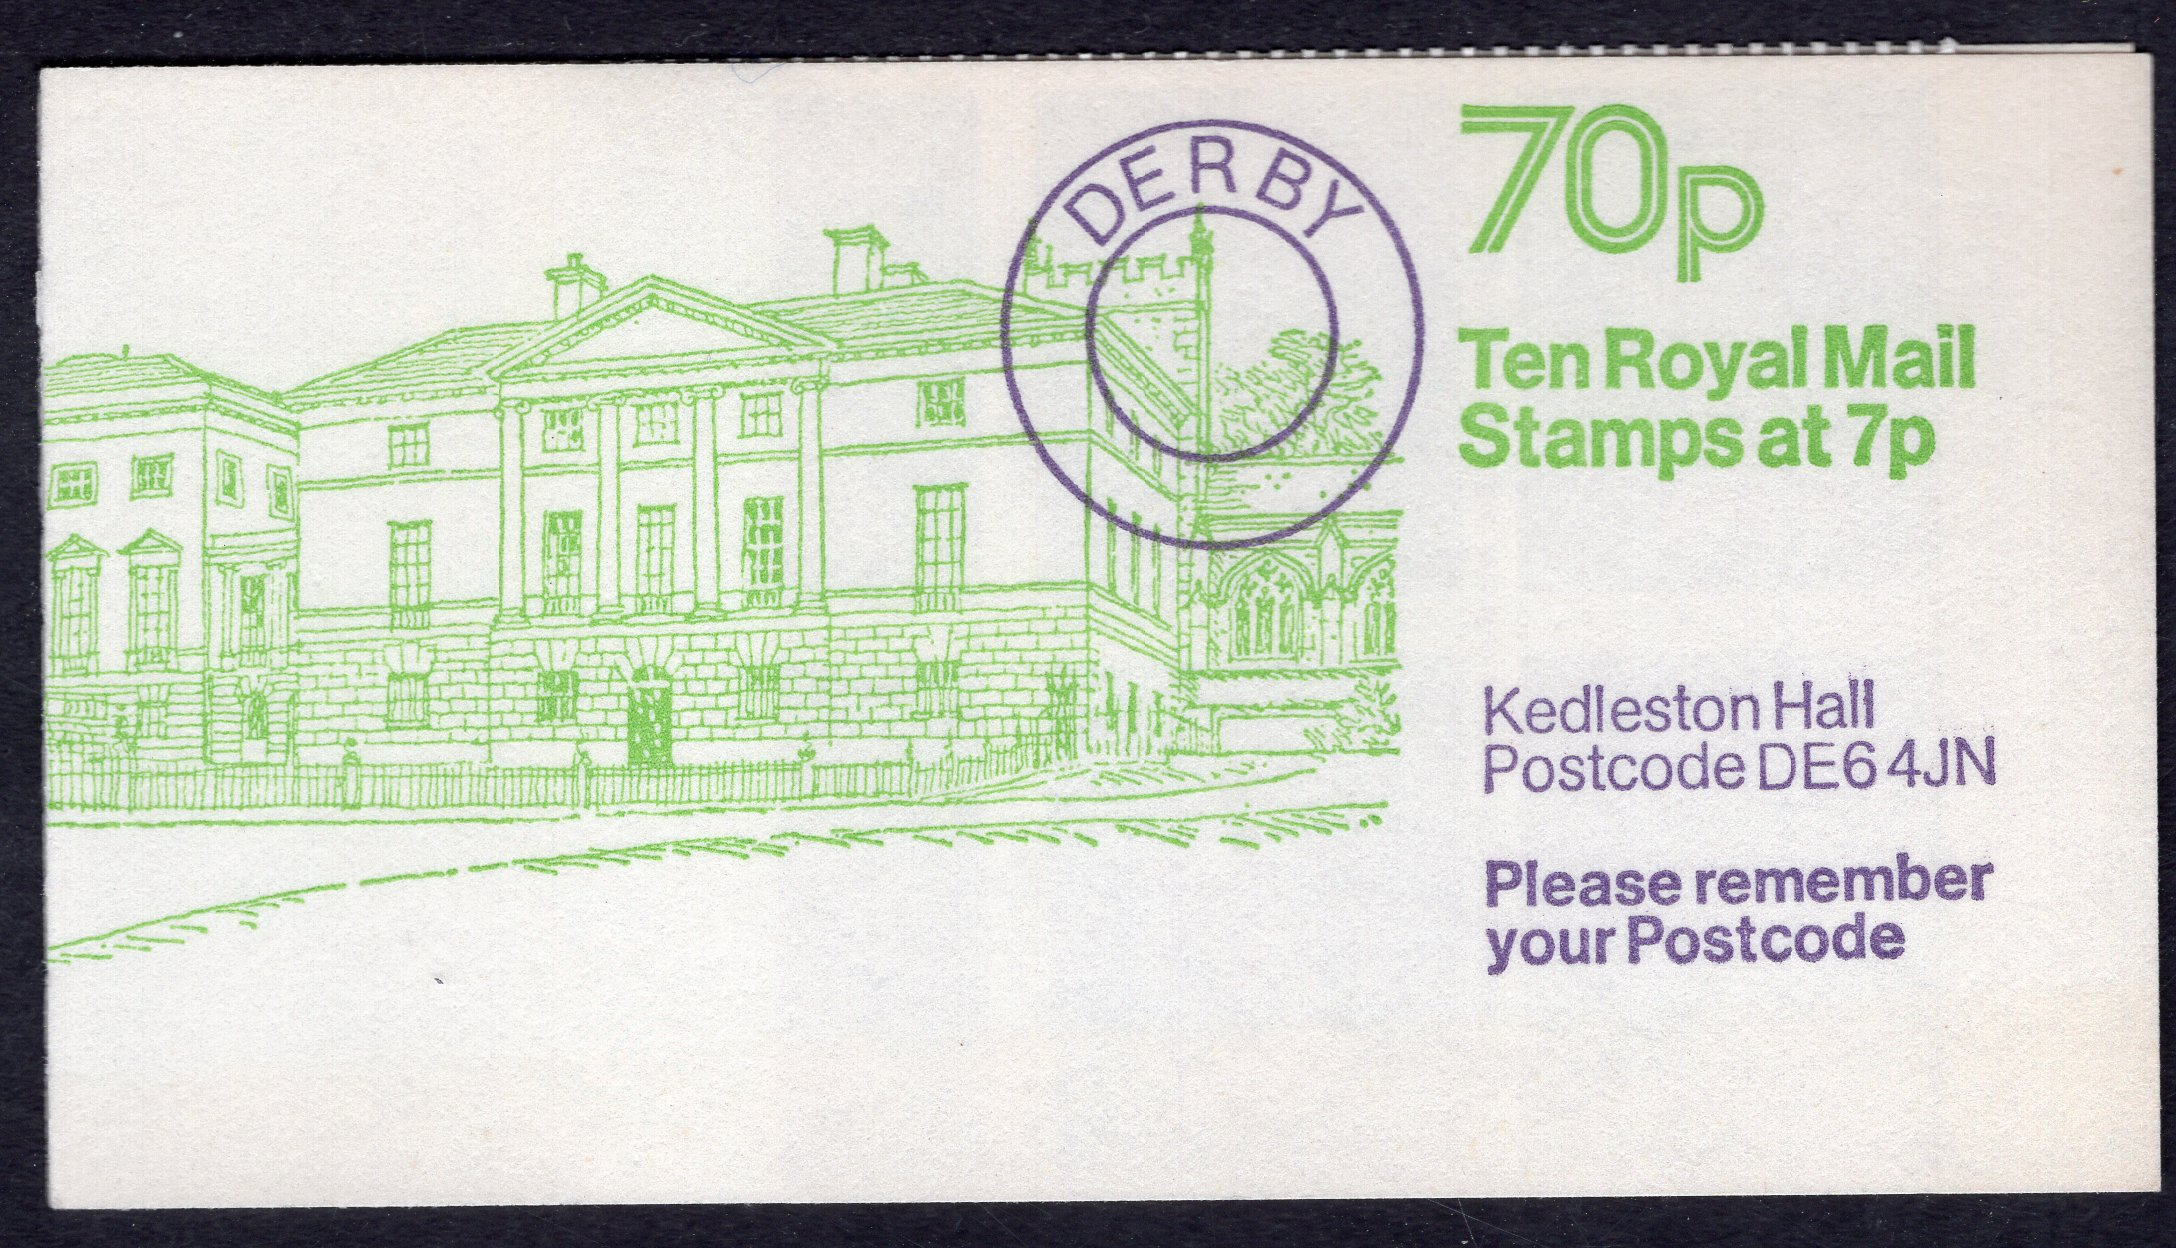 DERBY
70p
Ten Royal Mail
Stamps at 7p
Kedleston Hall
Postcode DE6 4JN
Please remember
your Postcode